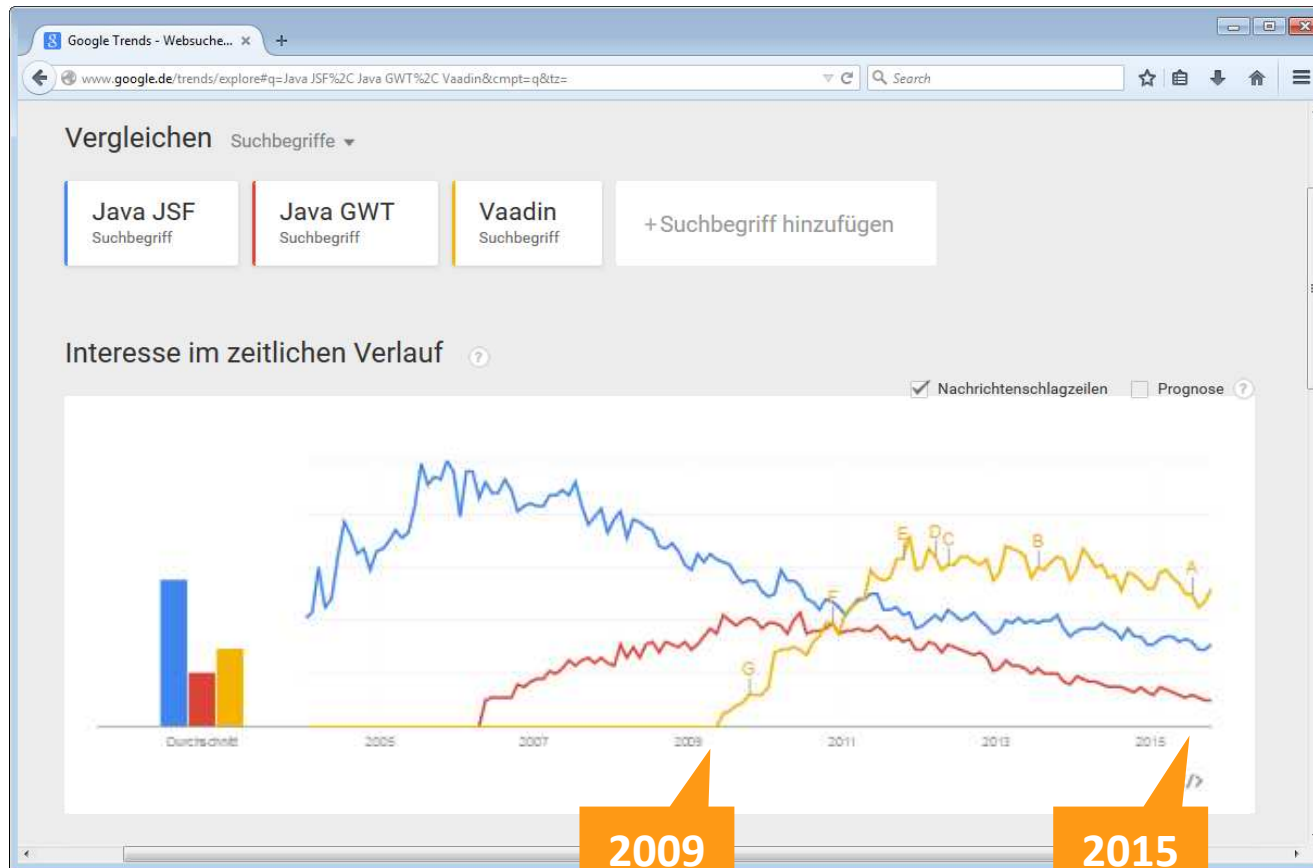 Google Trends - Websuche...
www.google.de/trends/explore#q=Java JSF%2C Java GWT%2C Vaadin&cmpt=q&tz=
Search
Vergleichen Suchbegriffe
Java JSF
Suchbegriff
Java GWT
Suchbegriff
Vaadin
Suchbegriff
+Suchbegriff hinzufügen
Interesse im zeitlichen Verlauf ?
Nachrichtenschlagzeilen Prognose ?
E D C B A
F
G
Durchschnitt 2005 2007 2009 2011 2013 2015
</>
2009 2015